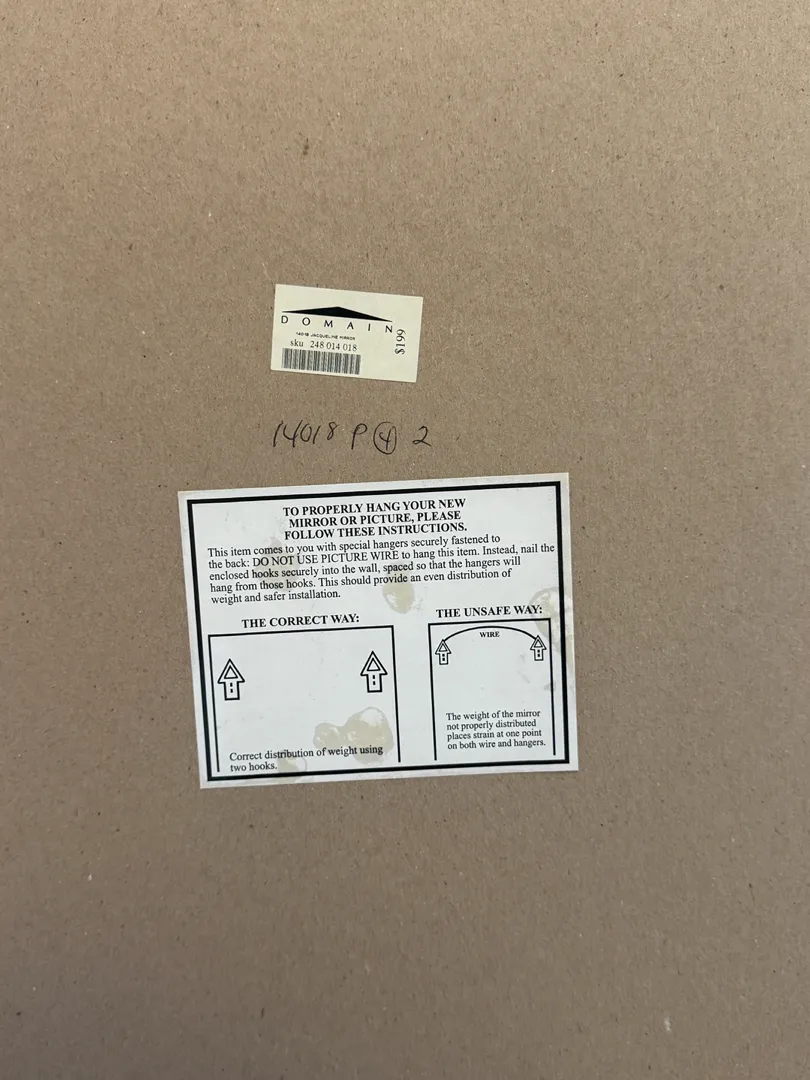 DOMAIN
14018 JACQUELINE MIRROR
sku 248 014 018
$199
14018 P 4 2
TO PROPERLY HANG YOUR NEW
MIRROR OR PICTURE, PLEASE
FOLLOW THESE INSTRUCTIONS.
This item comes to you with special hangers securely fastened to
the back: DO NOT USE PICTURE WIRE to hang this item. Instead, nail the
enclosed hooks securely into the wall, spaced so that the hangers will
hang from those hooks. This should provide an even distribution of
weight and safer installation.
THE CORRECT WAY:
Correct distribution of weight using
two hooks.
THE UNSAFE WAY:
WIRE
The weight of the mirror
not properly distributed
places strain at one point
on both wire and hangers.